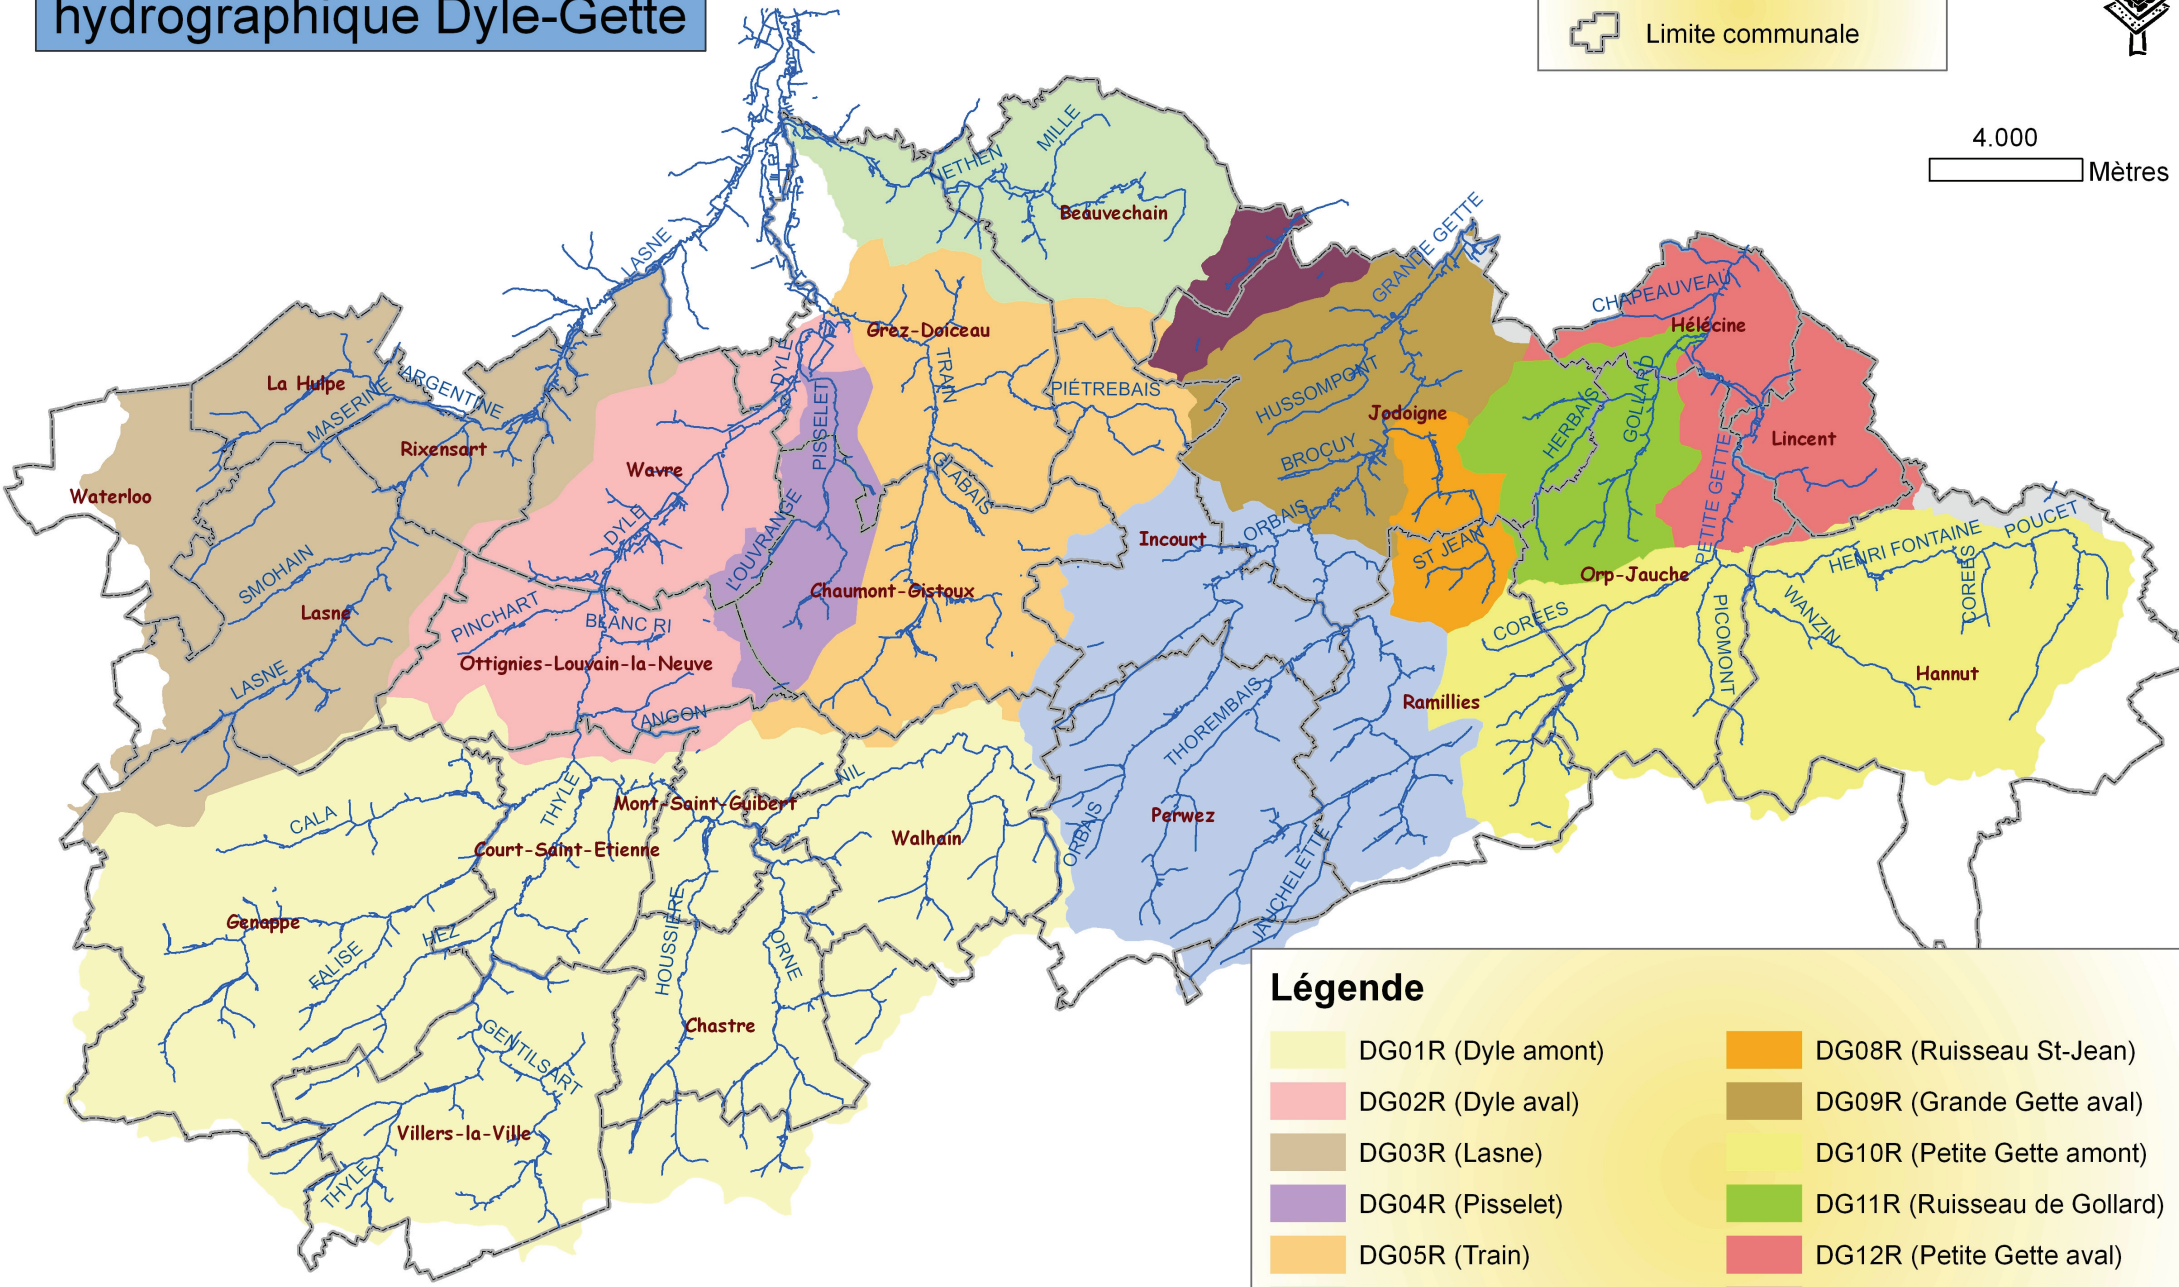 hydrographique Dyle-Gette
Limite communale
4.000
Mètres
MILLE
NETHEN
Beauvechain
GRANDE GETTE
LASNE
CHAPEAUVEAU
Hélécine
Grez-Doiceau
DYLE
TRAIN
La Hulpe
MASERINE
ARGENTINE
PIÉTREBAIS
HUSSOMPONT
Jodoigne
HERBAIS
GOLLARD
Lincent
Rixensart
PISSELET
BROCUY
Wavre
GLABAIS
PETITE GETTE
Waterloo
L'OUVRANGE
DYLE
ORBAIS
Incourt
ST JEAN
HENRI FONTAINE
POUCET
SMOHAIN
Chaumont-Gistoux
Orp-Jauche
COREES
WANZIN
Lasne
PINCHART
BLANC RI
COREES
PICOMONT
Ottignies-Louvain-la-Neuve
Hannut
LASNE
ANGON
THOREMBAIS
Ramillies
NIL
THYLE
Mont-Saint-Guibert
CALA
Perwez
Walhain
ORBAIS
Court-Saint-Etienne
JAUCHELETTE
Genappe
HEZ
HOUSSIERE
ORNE
FALISE
Chastre
GENTILSART
Villers-la-Ville
THYLE
Légende
DG01R (Dyle amont)
DG02R (Dyle aval)
DG03R (Lasne)
DG04R (Pisselet)
DG05R (Train)
DG08R (Ruisseau St-Jean)
DG09R (Grande Gette aval)
DG10R (Petite Gette amont)
DG11R (Ruisseau de Gollard)
DG12R (Petite Gette aval)